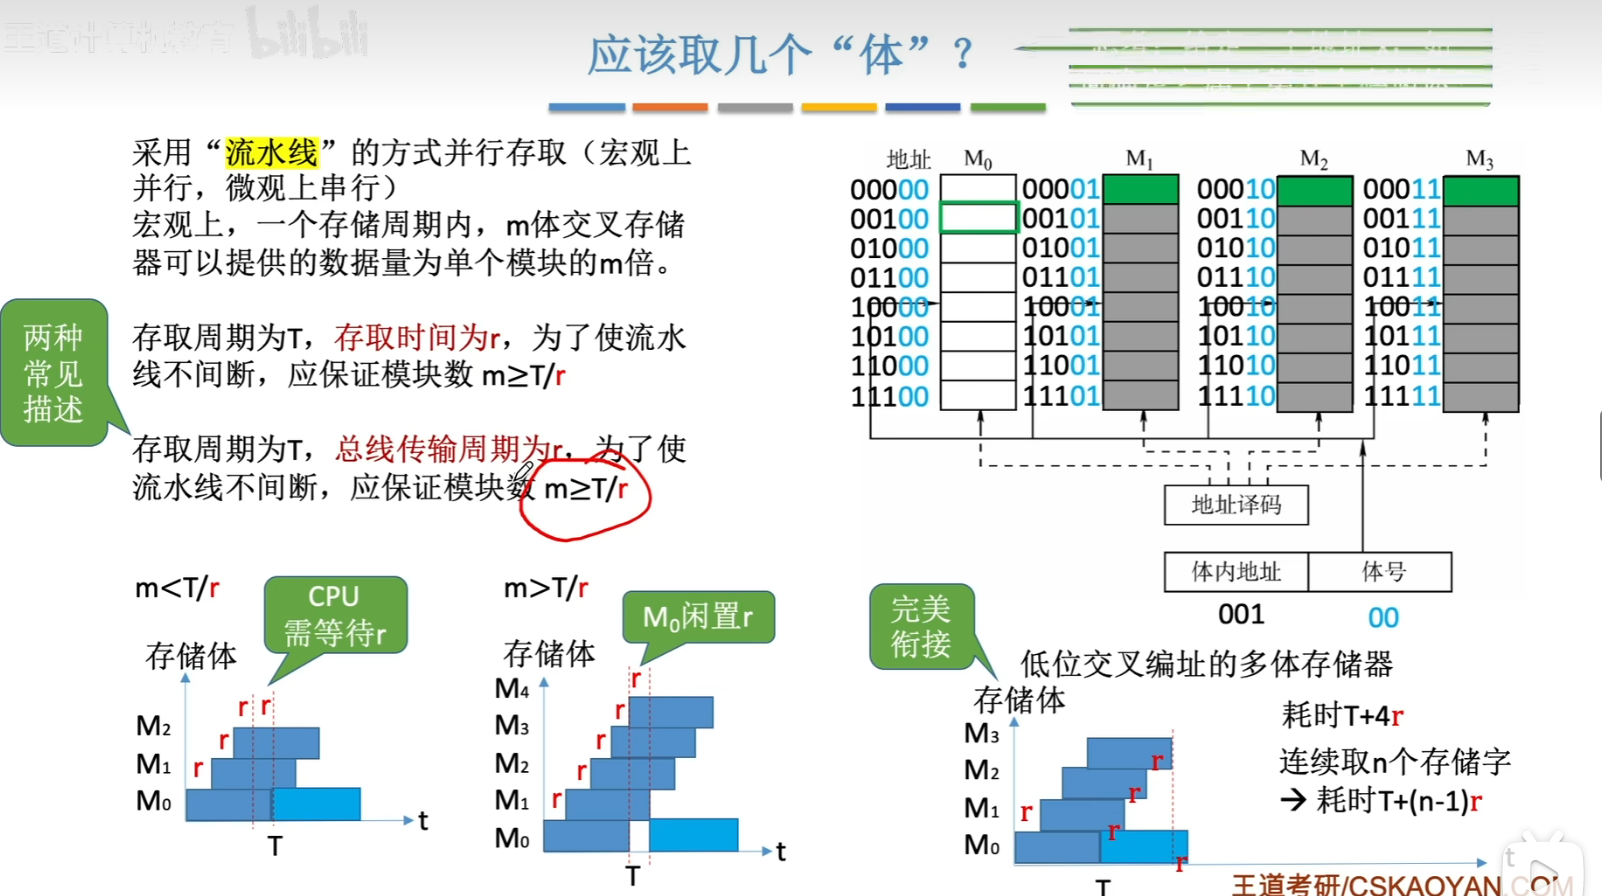 王道计算机教育 bilibili
应该取几个“体”？
采用“流水线”的方式并行存取（宏观上
并行，微观上串行）
宏观上，一个存储周期内，m体交叉存储
器可以提供的数据量为单个模块的m倍。
两种
常见
描述
存取周期为T，存取时间为r，为了使流水
线不间断，应保证模块数 m≥T/r
存取周期为T，总线传输周期为r，为了使
流水线不间断，应保证模块数 m≥T/r
地址 M₀ M₁ M₂ M₃
00000 00001 00010 00011
00100 00101 00110 00111
01000 01001 01010 01011
01100 01101 01110 01111
10000 10001 10010 10011
10100 10101 10110 10111
11000 11001 11010 11011
11100 11101 11110 11111
地址译码
体内地址 体号
001 00
低位交叉编址的多体存储器
m<T/r
CPU
需等待r
存储体
r r
M₂ r
M₁ r
M₀
t
T
m>T/r
M₀闲置r
存储体
r
M₄ r
M₃ r
M₂ r
M₁ r
M₀
t
T
完美
衔接
存储体
M₃ r
M₂ r
M₁ r r
M₀ r
t
T
耗时T+4r
连续取n个存储字
→ 耗时T+(n-1)r
王道考研/CSKAOYAN.COM